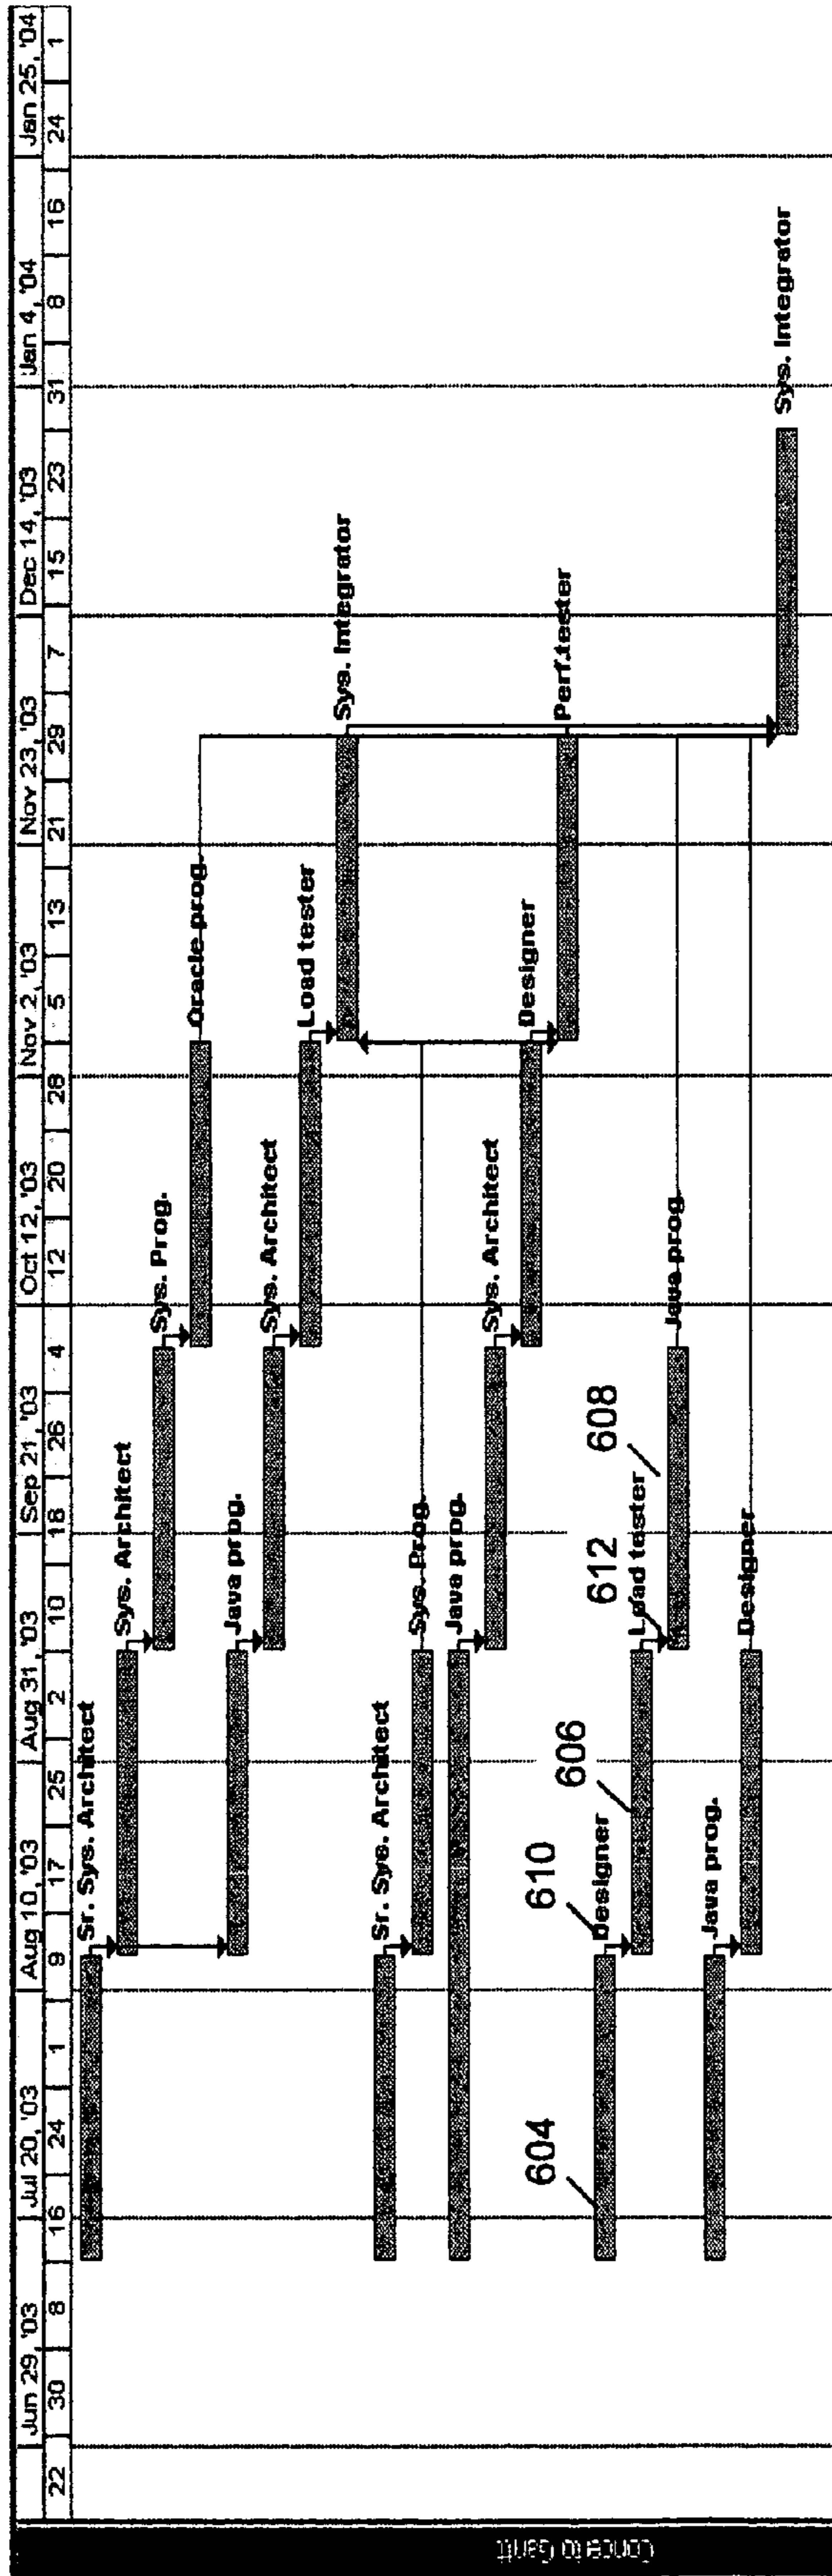 Jun 29, '03 Jul 20, '03 Aug 10, '03 Aug 31, '03 Sep 21, '03 Oct 12, '03 Nov 2, '03 Nov 23, '03 Dec 14, '03 Jan 4, '04 Jan 25, '04
22 30 8 16 24 1 9 17 25 2 10 18 26 4 12 20 28 5 13 21 29 7 15 23 31 8 16 24 1
Sr. Sys. Architect
Sys. Architect
Sys. Prog.
Oracle prog.
Java prog.
Sys. Architect
Load tester
Sys. Integrator
Sr. Sys. Architect
Sys. Prog.
Java prog.
Sys. Architect
Designer
Perf.tester
604
610
606
612
608
Designer
Load tester
Java prog.
Java prog.
Designer
Sys. Integrator
Concerto Gantt